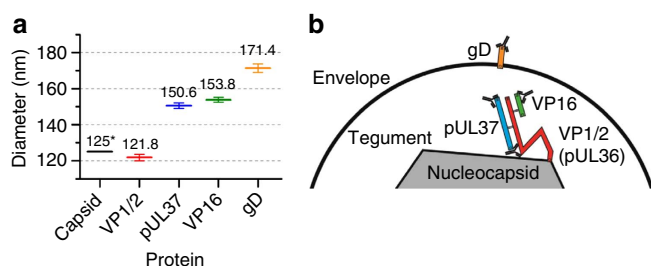 a
Diameter (nm)
180
160
140
120
125*
121.8
150.6
153.8
171.4
Capsid
VP1/2
pUL37
VP16
gD
Protein
b
gD
Envelope
VP16
pUL37
Tegument
VP1/2
(pUL36)
Nucleocapsid